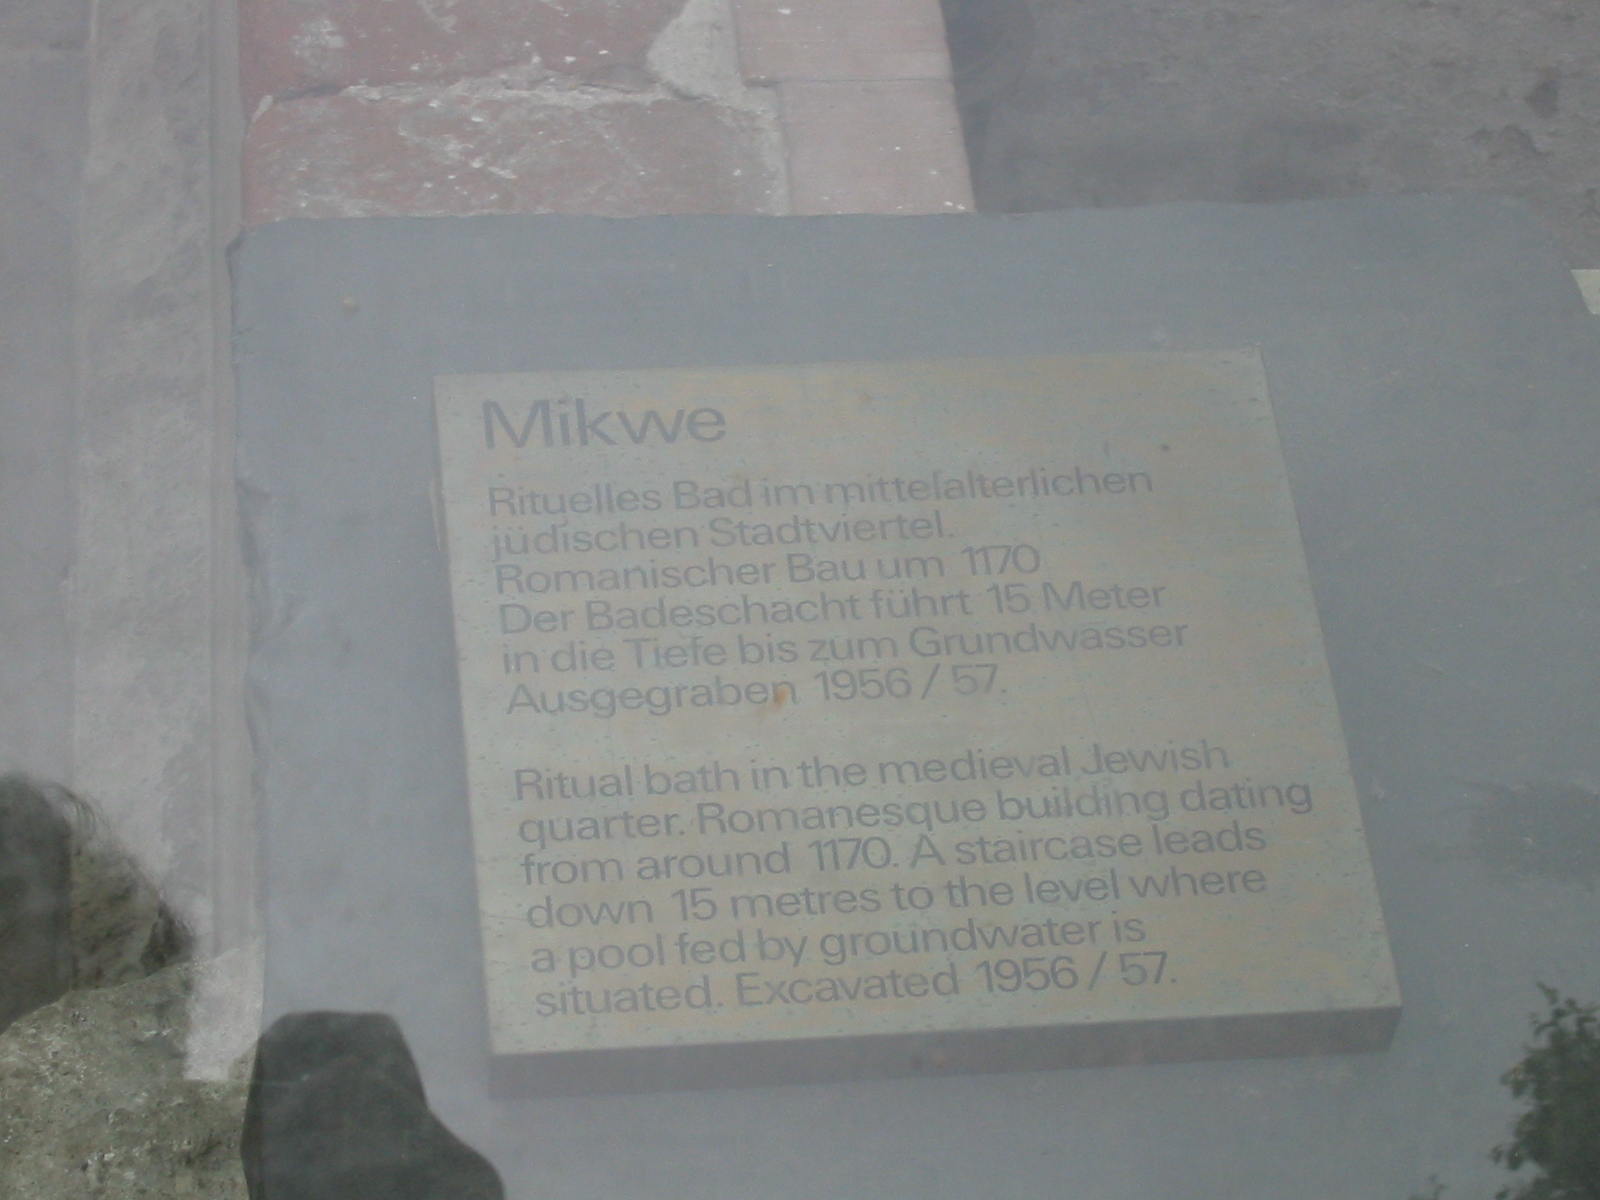 Mikwe
Rituelles Bad im mittelalterlichen
jüdischen Stadtviertel.
Romanischer Bau um 1170
Der Badeschacht führt 15 Meter
in die Tiefe bis zum Grundwasser
Ausgegraben 1956 / 57.
Ritual bath in the medieval Jewish
quarter. Romanesque building dating
from around 1170. A staircase leads
down 15 metres to the level where
a pool fed by groundwater is
situated. Excavated 1956 / 57.